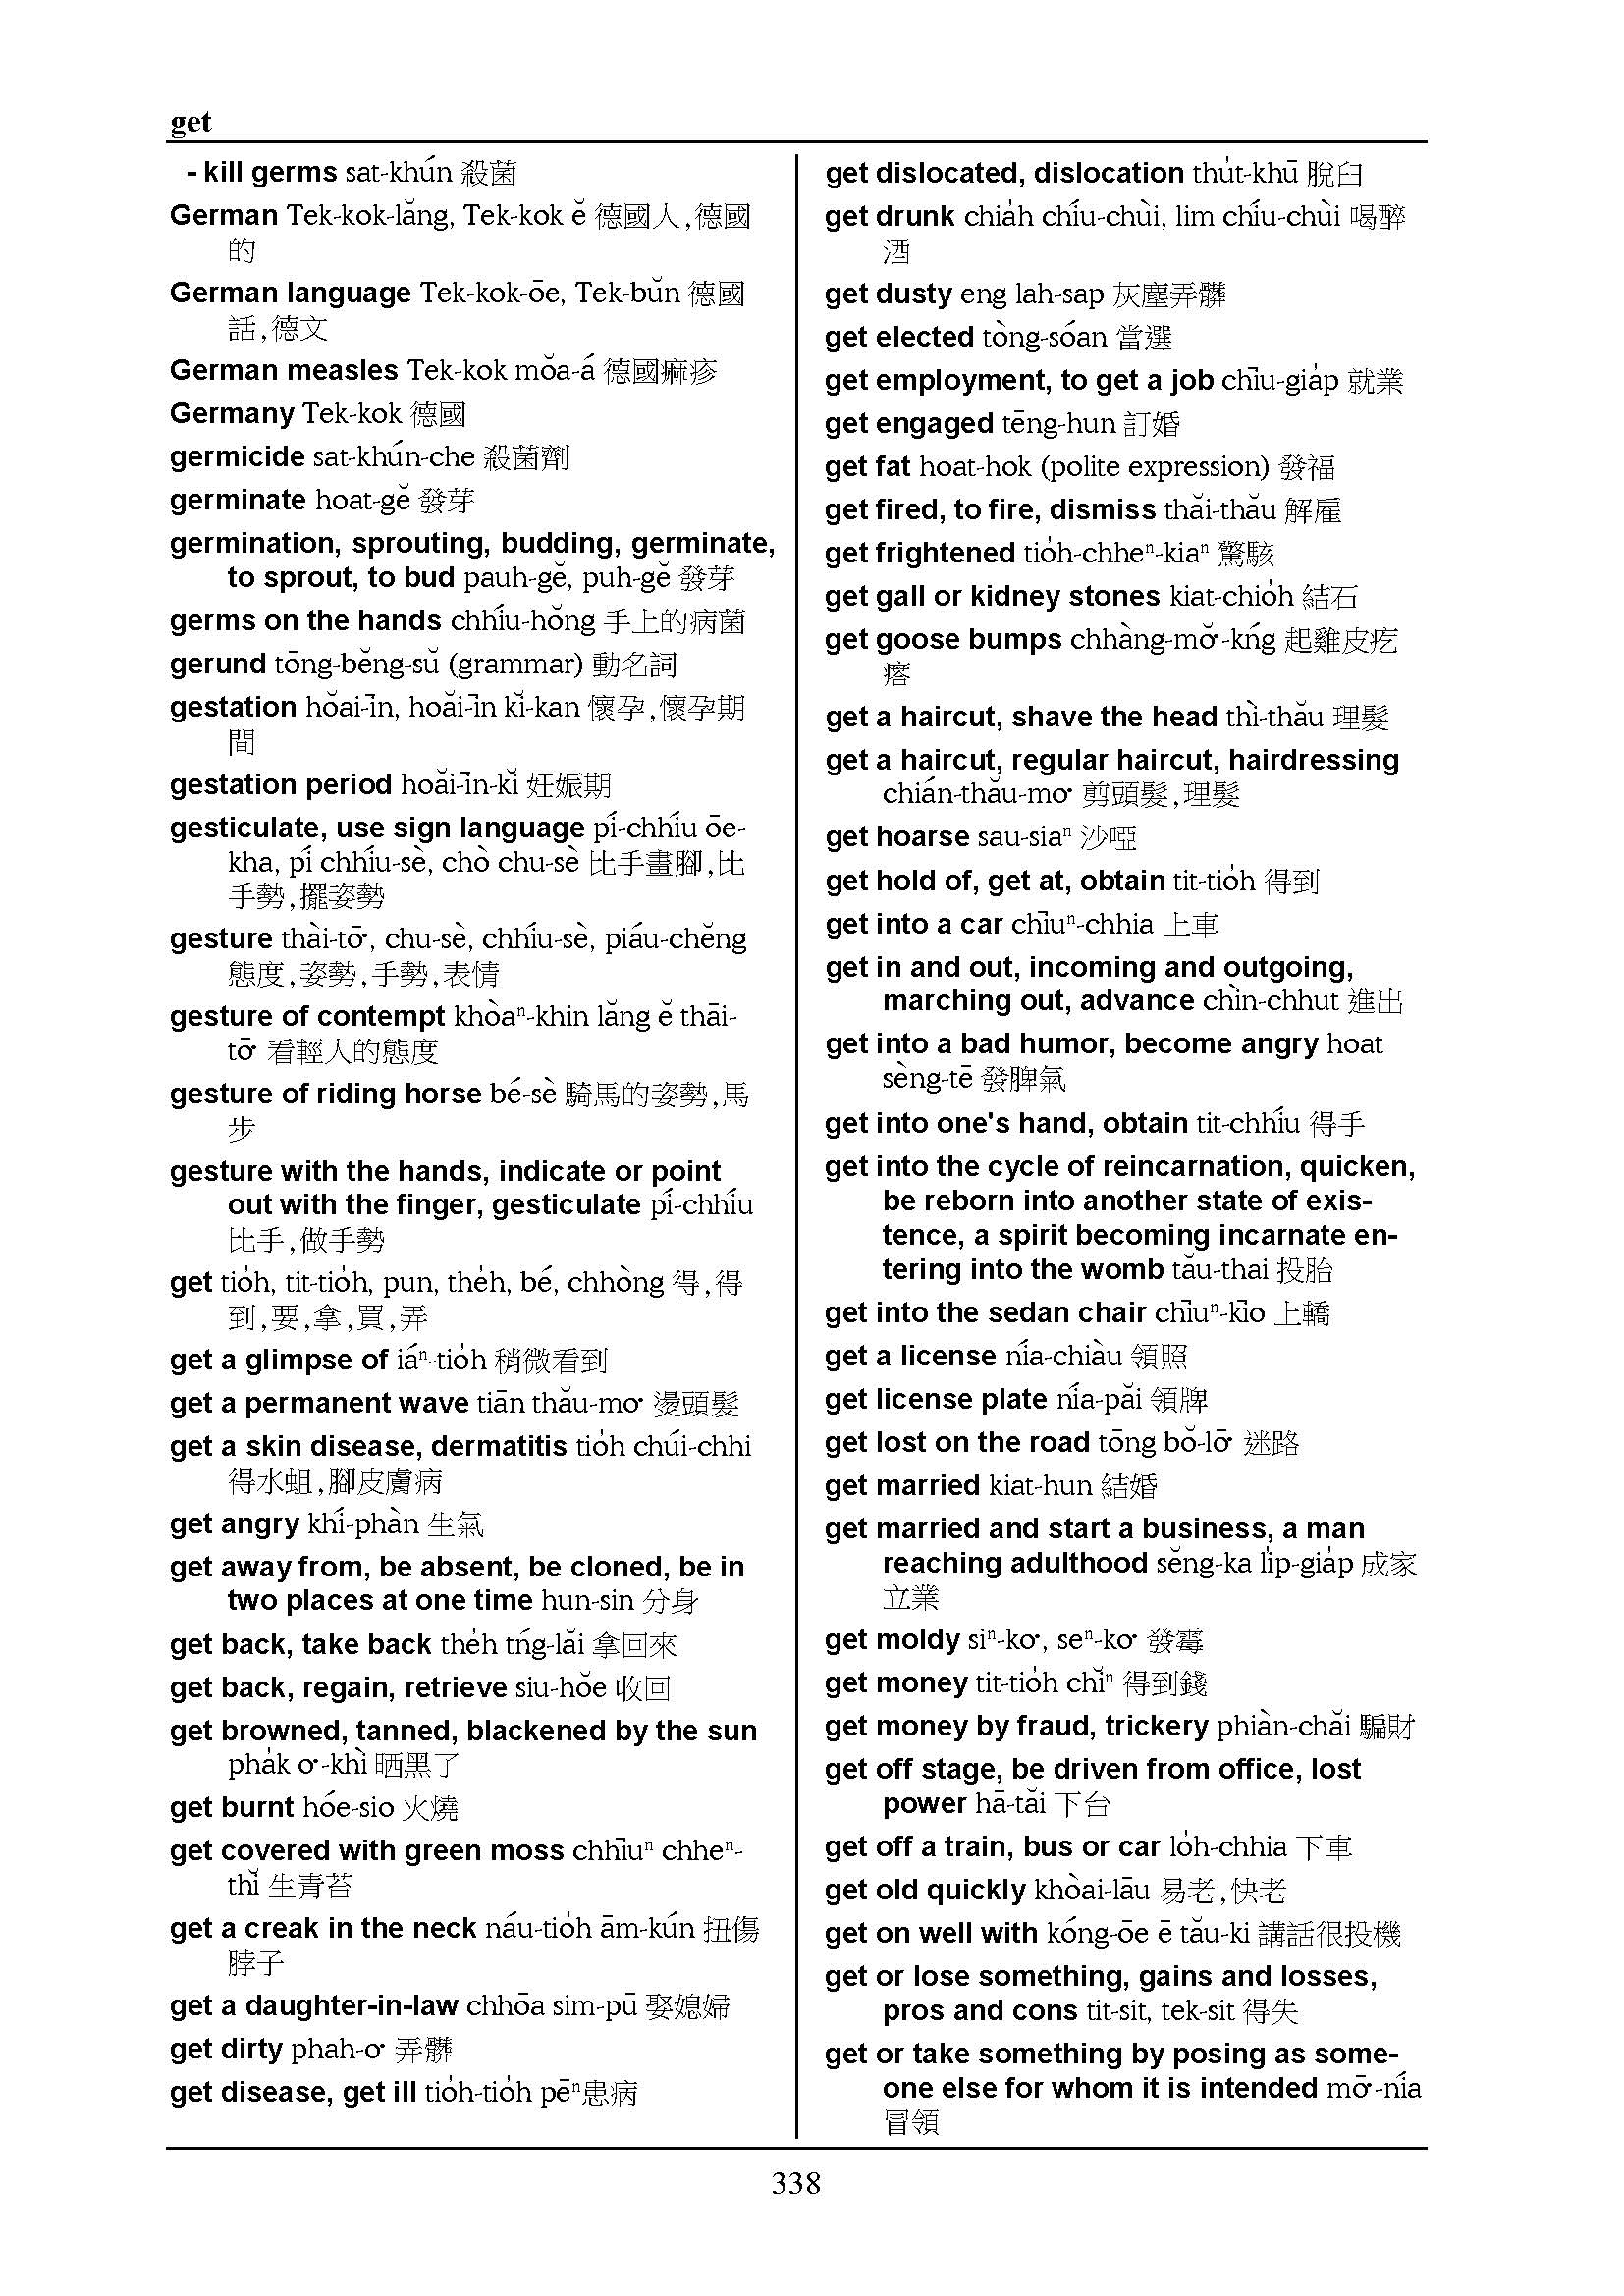 get
- kill germs sat-khún 殺菌
German Tek-kok-lăng, Tek-kok ĕ 德國人,德國
的
German language Tek-kok-ōe, Tek-bŭn 德國
話,德文
German measles Tek-kok mŏa-á 德國痲疹
Germany Tek-kok 德國
germicide sat-khún-che 殺菌劑
germinate hoat-gĕ 發芽
germination, sprouting, budding, germinate,
to sprout, to bud pauh-gĕ, puh-gĕ 發芽
germs on the hands chhíu-hŏng 手上的病菌
gerund tōng-bĕng-sŭ (grammar) 動名詞
gestation hŏai-īn, hoăi-īn kĭ-kan 懷孕,懷孕期
間
gestation period hoăi-īn-kĭ 妊娠期
gesticulate, use sign language pí-chhíu ōe-
kha, pí chhíu-sè, chò chu-sè 比手畫腳,比
手勢,擺姿勢
gesture thài-tō͘, chu-sè, chhíu-sè, piáu-chĕng
態度,姿勢,手勢,表情
gesture of contempt khòaⁿ-khin lăng ĕ thāi-
tō͘ 看輕人的態度
gesture of riding horse bé-sè 騎馬的姿勢,馬
步
gesture with the hands, indicate or point
out with the finger, gesticulate pí-chhíu
比手,做手勢
get tio̍h, tit-tio̍h, pun, the̍h, bé, chhòng 得,得
到,要,拿,買,弄
get a glimpse of iáⁿ-tio̍h 稍微看到
get a permanent wave tiān thău-mo͘ 燙頭髮
get a skin disease, dermatitis tio̍h chúi-chhi
得水蛆,腳皮膚病
get angry khí-phàn 生氣
get away from, be absent, be cloned, be in
two places at one time hun-sin 分身
get back, take back the̍h tńg-lăi 拿回來
get back, regain, retrieve siu-hŏe 收回
get browned, tanned, blackened by the sun
pha̍k o͘-khì 晒黑了
get burnt hóe-sio 火燒
get covered with green moss chhīuⁿ chheⁿ-
thĭ 生青苔
get a creak in the neck náu-tio̍h ām-kún 扭傷
脖子
get a daughter-in-law chhōa sim-pū 娶媳婦
get dirty phah-o͘ 弄髒
get disease, get ill tio̍h-tio̍h pēⁿ患病
get dislocated, dislocation thu̍t-khū 脫臼
get drunk chia̍h chíu-chùi, lim chíu-chùi 喝醉
酒
get dusty eng lah-sap 灰塵弄髒
get elected tòng-sóan 當選
get employment, to get a job chīu-gia̍p 就業
get engaged tēng-hun 訂婚
get fat hoat-hok (polite expression) 發福
get fired, to fire, dismiss thăi-thău 解雇
get frightened tio̍h-chheⁿ-kiaⁿ 驚駭
get gall or kidney stones kiat-chio̍h 結石
get goose bumps chhàng-mŏ͘-kńg 起雞皮疙
瘩
get a haircut, shave the head thì-thău 理髮
get a haircut, regular haircut, hairdressing
chián-thău-mo͘ 剪頭髮,理髮
get hoarse sau-siaⁿ 沙啞
get hold of, get at, obtain tit-tio̍h 得到
get into a car chīuⁿ-chhia 上車
get in and out, incoming and outgoing,
marching out, advance chìn-chhut 進出
get into a bad humor, become angry hoat
sèng-tē 發脾氣
get into one's hand, obtain tit-chhíu 得手
get into the cycle of reincarnation, quicken,
be reborn into another state of exis-
tence, a spirit becoming incarnate en-
tering into the womb tău-thai 投胎
get into the sedan chair chīuⁿ-kīo 上轎
get a license nía-chiàu 領照
get license plate nía-păi 領牌
get lost on the road tōng bŏ-lō͘ 迷路
get married kiat-hun 結婚
get married and start a business, a man
reaching adulthood sĕng-ka li̍p-gia̍p 成家
立業
get moldy siⁿ-ko͘, seⁿ-ko͘ 發霉
get money tit-tio̍h chĭⁿ 得到錢
get money by fraud, trickery phiàn-chăi 騙財
get off stage, be driven from office, lost
power hā-tăi 下台
get off a train, bus or car lo̍h-chhia 下車
get old quickly khòai-lāu 易老,快老
get on well with kóng-ōe ē tău-ki 講話很投機
get or lose something, gains and losses,
pros and cons tit-sit, tek-sit 得失
get or take something by posing as some-
one else for whom it is intended mō͘-nía
冒領
338